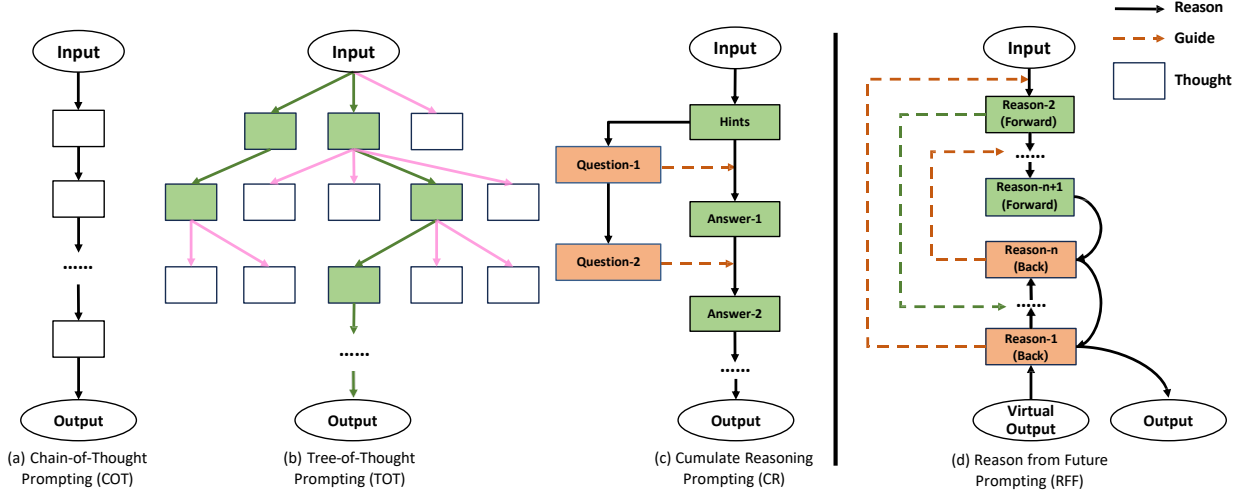 Input
......
Output
(a) Chain-of-Thought
Prompting (COT)
Input
......
Output
(b) Tree-of-Thought
Prompting (TOT)
Input
Hints
Question-1
Answer-1
Question-2
Answer-2
......
Output
(c) Cumulate Reasoning
Prompting (CR)
Input
Reason-2
(Forward)
......
Reason-n+1
(Forward)
Reason-n
(Back)
......
Reason-1
(Back)
Virtual
Output
Output
(d) Reason from Future
Prompting (RFF)
Reason
Guide
Thought